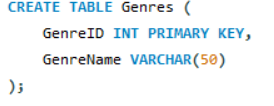 CREATE TABLE Genres (
    GenreID INT PRIMARY KEY,
    GenreName VARCHAR(50)
);